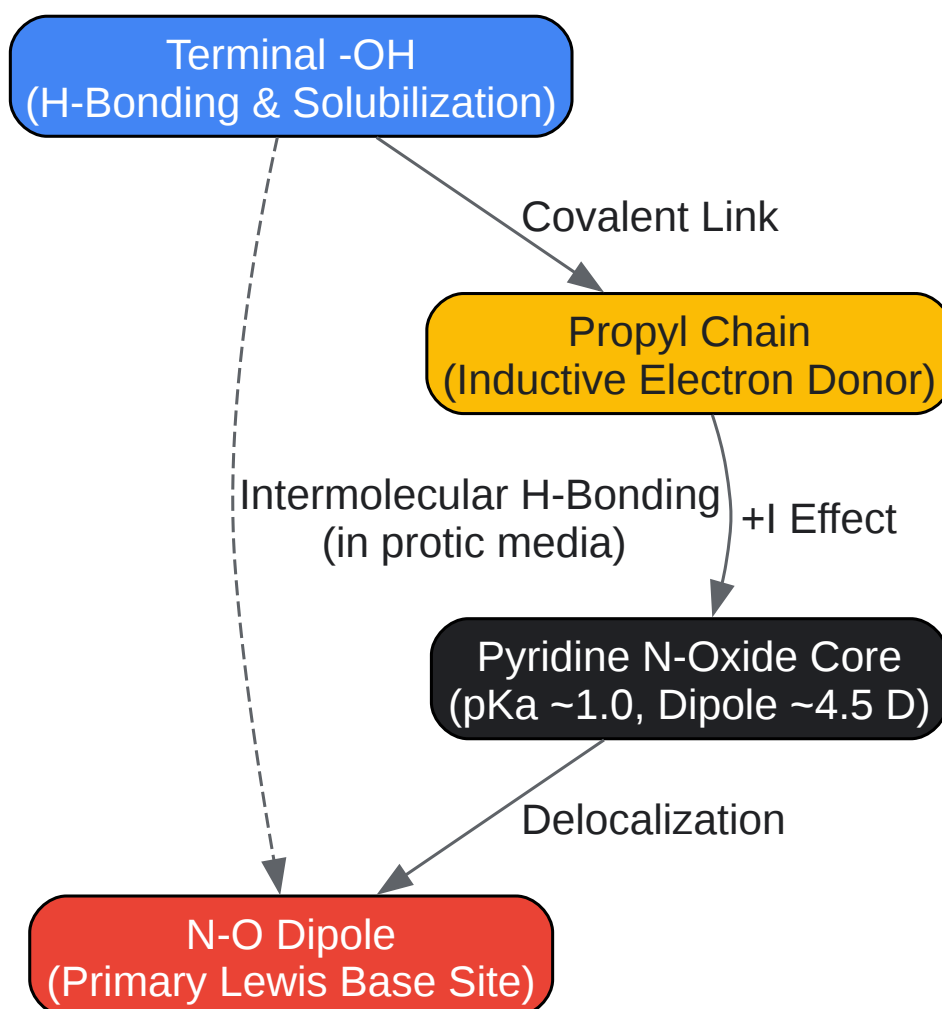 Terminal -OH
(H-Bonding & Solubilization)
Covalent Link
Propyl Chain
(Inductive Electron Donor)
Intermolecular H-Bonding
(in protic media)
+I Effect
Pyridine N-Oxide Core
(pKa ~1.0, Dipole ~4.5 D)
Delocalization
N-O Dipole
(Primary Lewis Base Site)